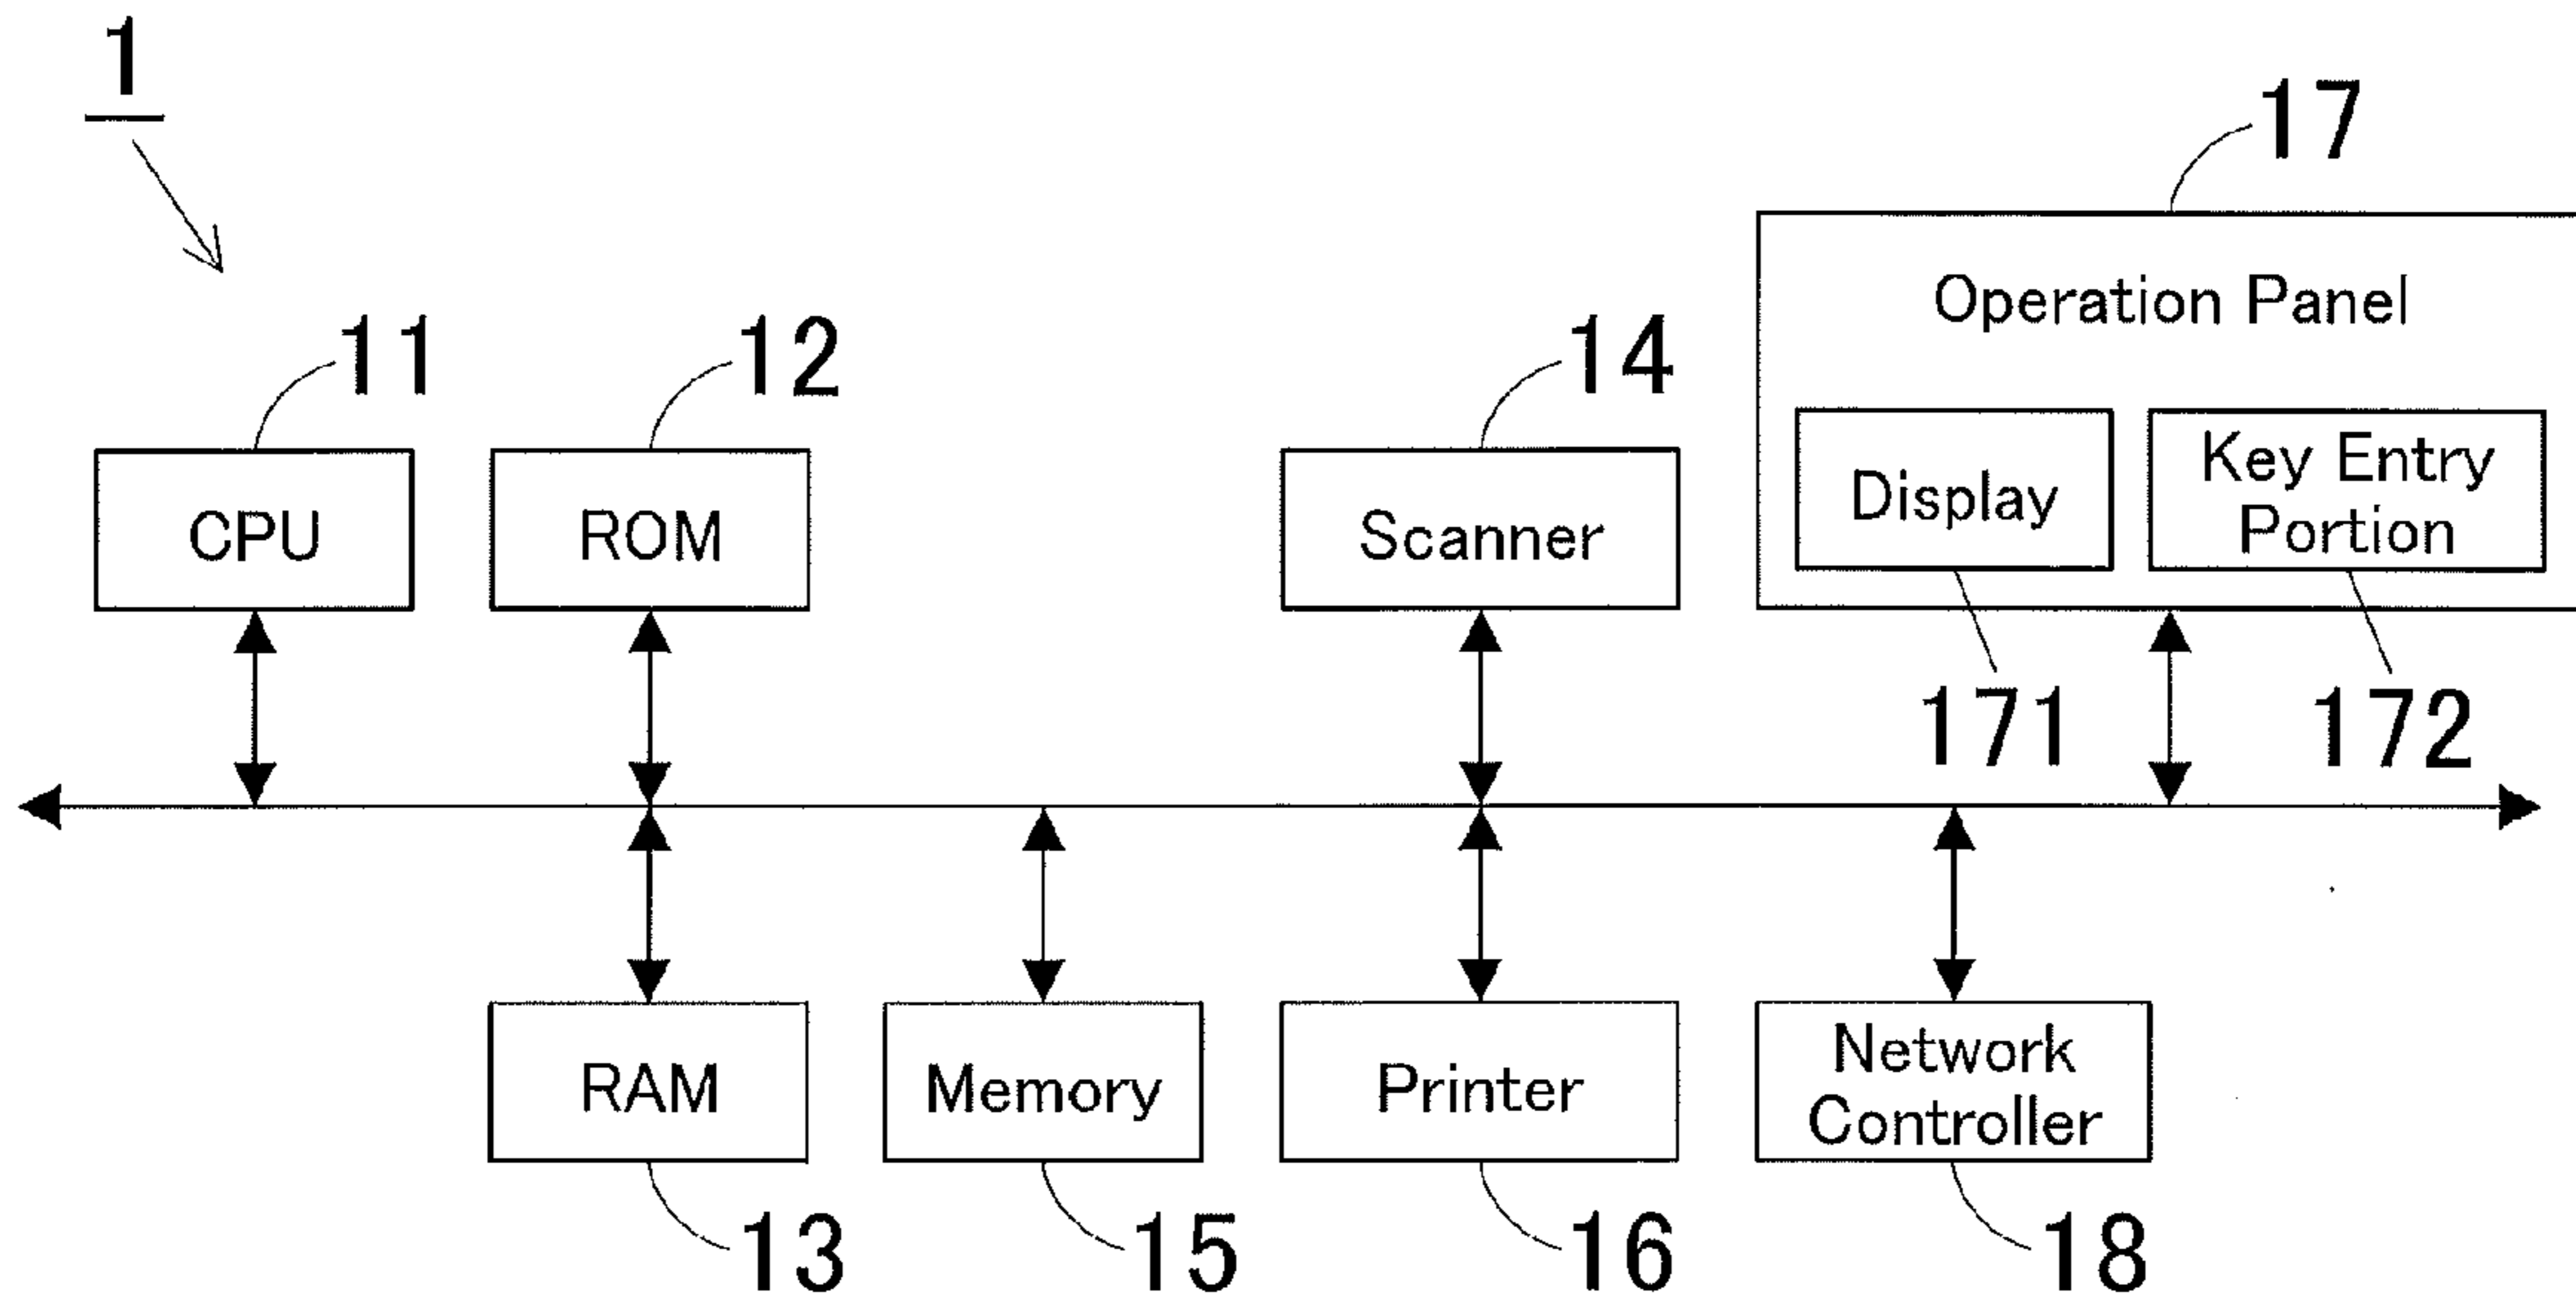 1
17
Operation Panel
11
12
14
CPU
ROM
Scanner
Display
Key Entry
Portion
171
172
RAM
Memory
Printer
Network
Controller
13
15
16
18